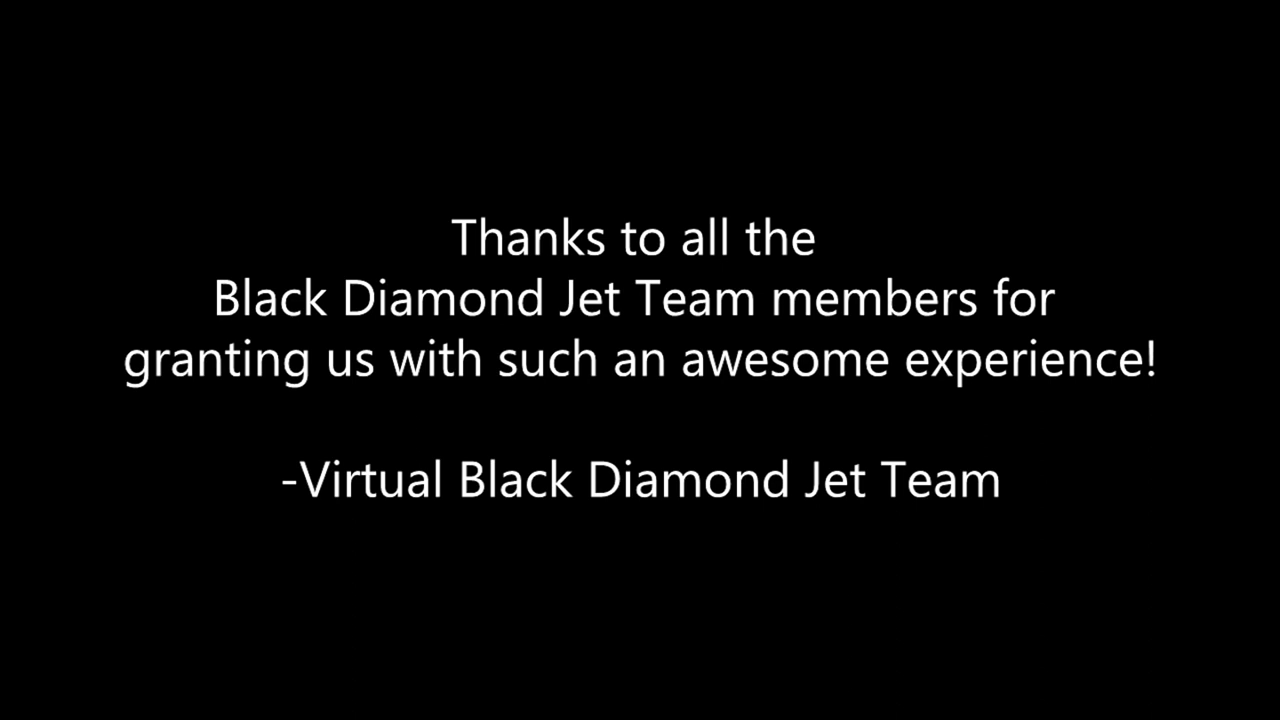 Thanks to all the
Black Diamond Jet Team members for
granting us with such an awesome experience!
-Virtual Black Diamond Jet Team